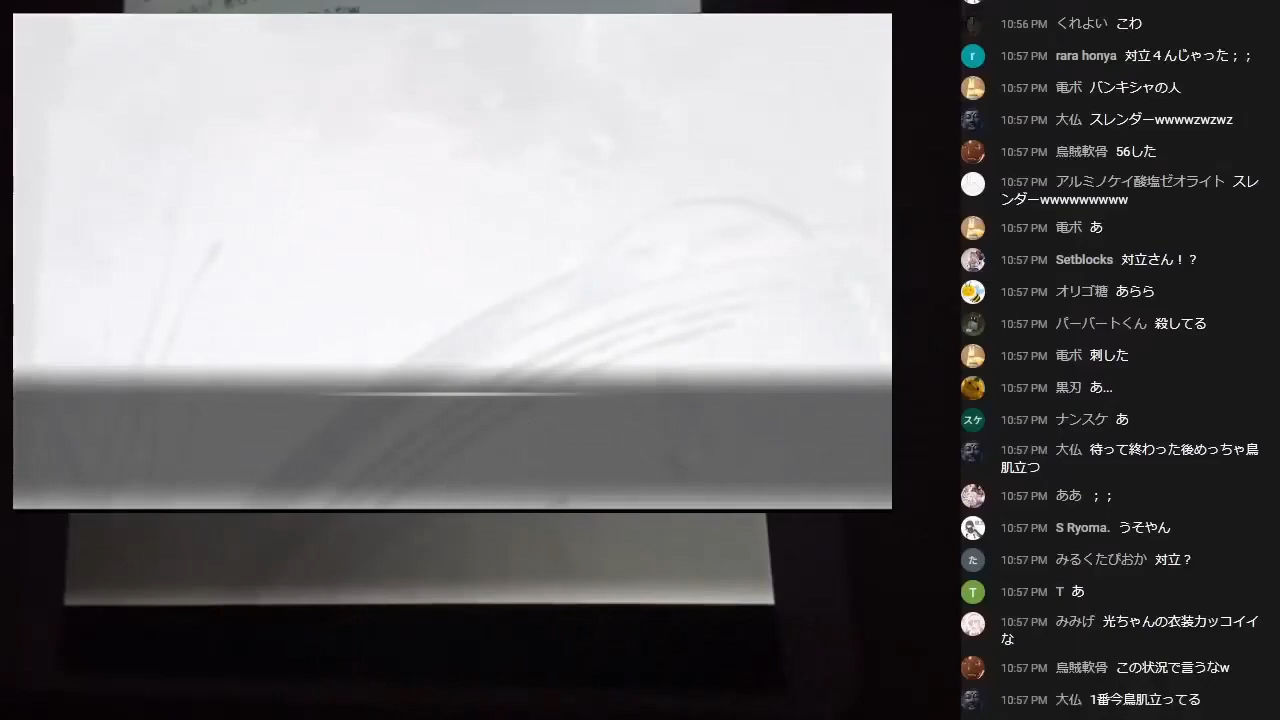 10:56 PM くれよい こわ
10:57 PM rara honya 対立４んじゃった；；
10:57 PM 電ボ バンキシャの人
10:57 PM 大仏 スレンダーwwwwzwzwz
10:57 PM 烏賊軟骨 56した
10:57 PM アルミノケイ酸塩ゼオライト スレ
ンダーwwwwwwwww
10:57 PM 電ボ あ
10:57 PM Setblocks 対立さん！？
10:57 PM オリゴ糖 あらら
10:57 PM パーバートくん 殺してる
10:57 PM 電ボ 刺した
10:57 PM 黒刃 あ...
スケ
10:57 PM ナンスケ あ
10:57 PM 大仏 待って終わった後めっちゃ鳥
肌立つ
10:57 PM ああ ；；
10:57 PM S Ryoma. うそやん
た
10:57 PM みるくたぴおか 対立？
T
10:57 PM T あ
10:57 PM みみげ 光ちゃんの衣装カッコイイ
な
10:57 PM 烏賊軟骨 この状況で言うなw
10:57 PM 大仏 1番今鳥肌立ってる